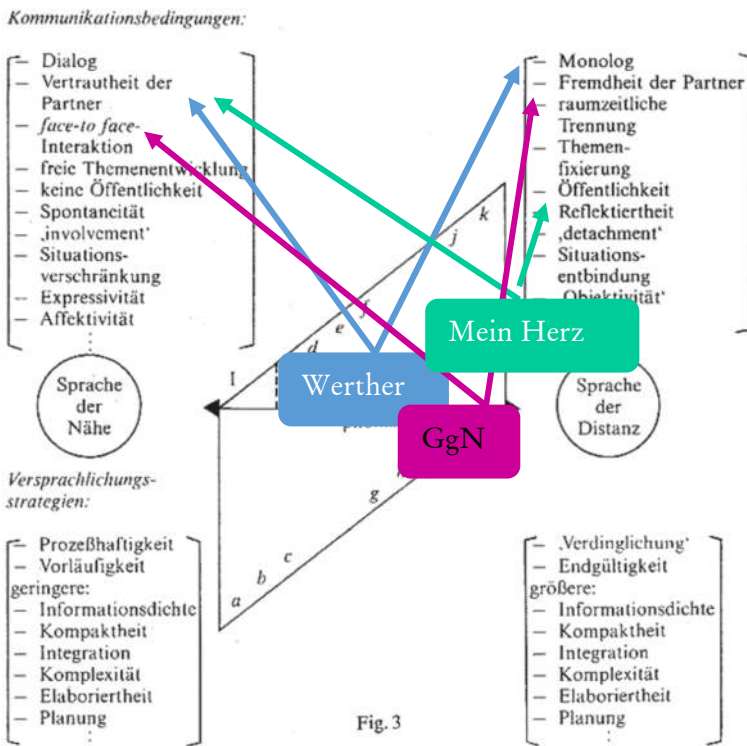 Kommunikationsbedingungen:
– Dialog
– Vertrautheit der
Partner
– face-to face-
Interaktion
– freie Themenentwicklung
– keine Öffentlichkeit
– Spontaneität
– ‚involvement'
– Situations-
verschränkung
– Expressivität
– Affektivität
⋮
– Monolog
– Fremdheit der Partner
– raumzeitliche
Trennung
– Themen-
fixierung
– Öffentlichkeit
– Reflektiertheit
– ‚detachment'
– Situations-
entbindung
‚Objektivität'
k
j
f
e
d
I
Mein Herz
Werther
GgN
Sprache
der
Nähe
Sprache
der
Distanz
g
c
b
a
Versprachlichungs-
strategien:
– Prozeßhaftigkeit
– Vorläufigkeit
geringere:
– Informationsdichte
– Kompaktheit
– Integration
– Komplexität
– Elaboriertheit
– Planung
⋮
– ‚Verdinglichung'
– Endgültigkeit
größere:
– Informationsdichte
– Kompaktheit
– Integration
– Komplexität
– Elaboriertheit
– Planung
⋮
Fig. 3